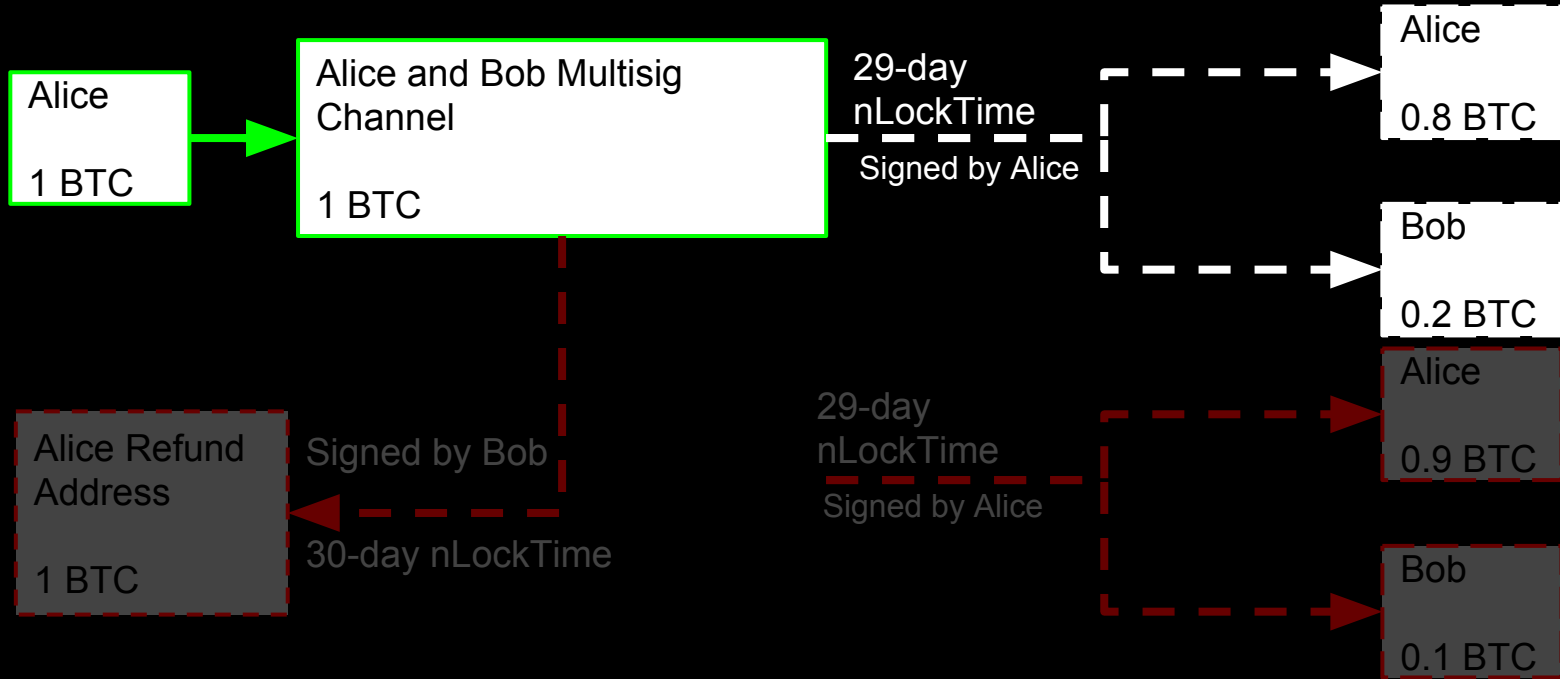 Alice
1 BTC
Alice and Bob Multisig
Channel
1 BTC
29-day
nLockTime
Signed by Alice
Alice
0.8 BTC
Bob
0.2 BTC
Alice Refund
Address
1 BTC
Signed by Bob
30-day nLockTime
29-day
nLockTime
Signed by Alice
Alice
0.9 BTC
Bob
0.1 BTC